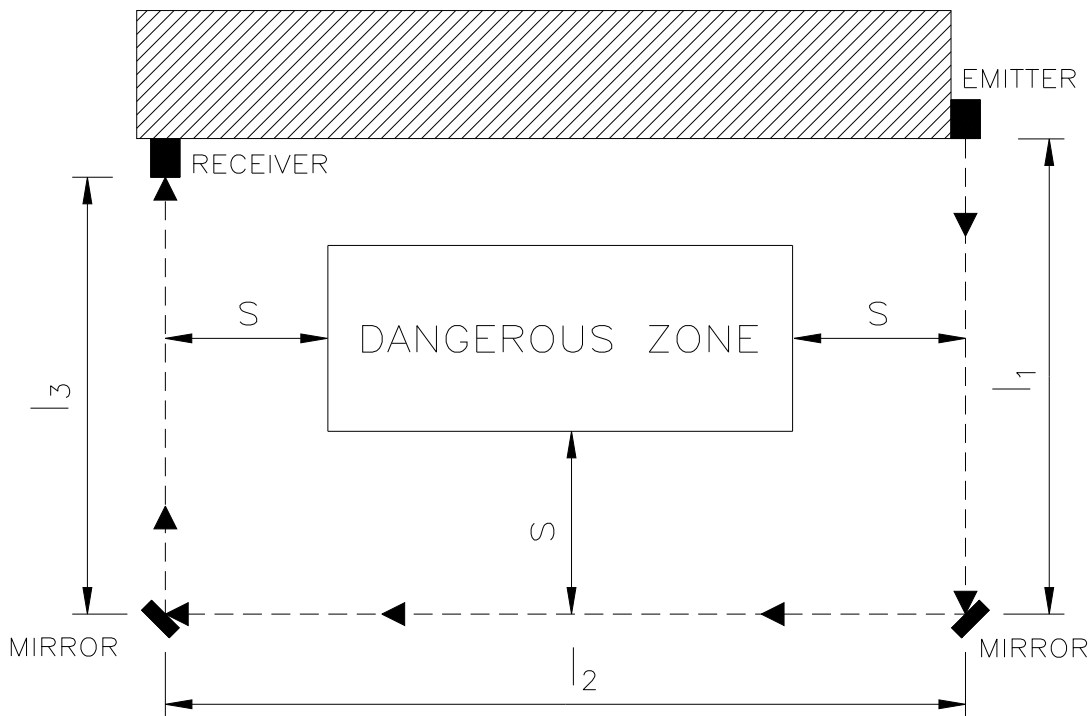 EMITTER
RECEIVER
S
S
DANGEROUS ZONE
l3
l1
S
MIRROR
MIRROR
l2